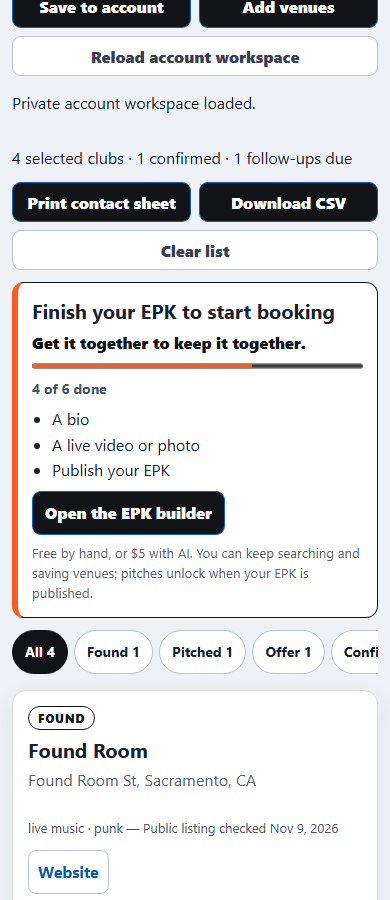 Save to account
Add venues
Reload account workspace
Private account workspace loaded.
4 selected clubs · 1 confirmed · 1 follow-ups due
Print contact sheet
Download CSV
Clear list
Finish your EPK to start booking
Get it together to keep it together.
4 of 6 done
• A bio
• A live video or photo
• Publish your EPK
Open the EPK builder
Free by hand, or $5 with AI. You can keep searching and
saving venues; pitches unlock when your EPK is
published.
All 4
Found 1
Pitched 1
Offer 1
Confi
FOUND
Found Room
Found Room St, Sacramento, CA
live music · punk — Public listing checked Nov 9, 2026
Website